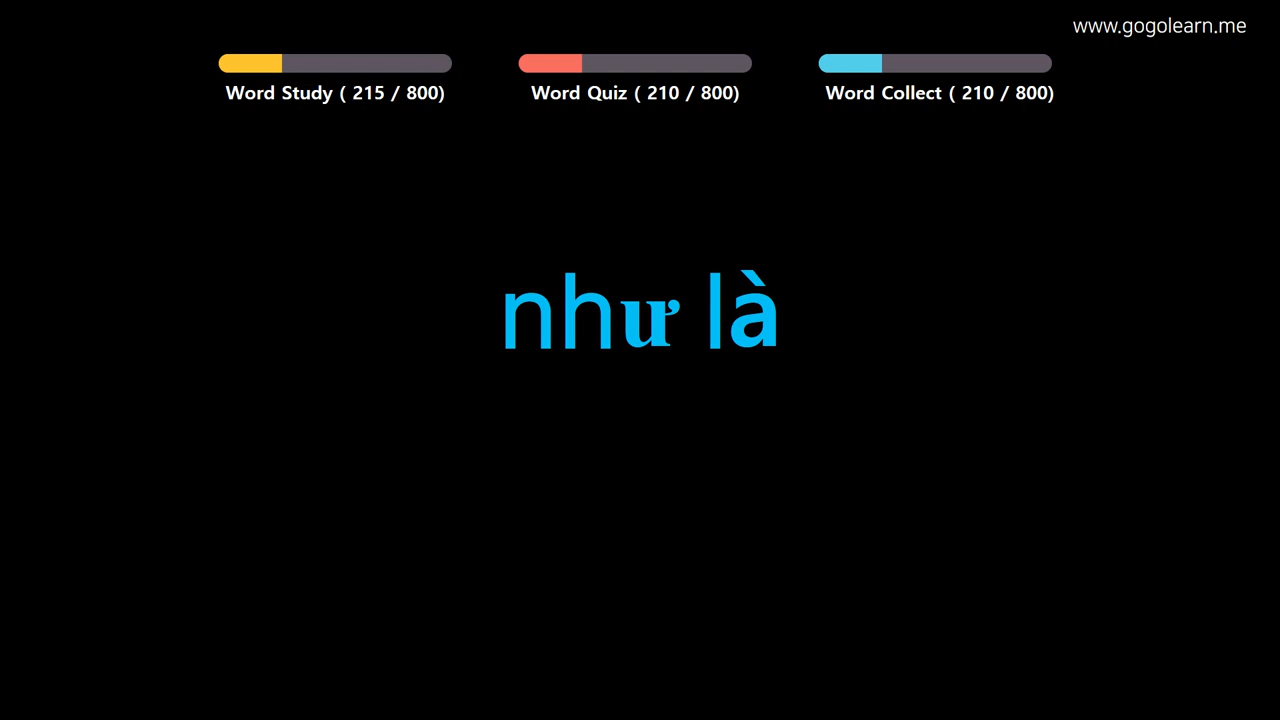 www.gogolearn.me
Word Study ( 215 / 800)
Word Quiz ( 210 / 800)
Word Collect ( 210 / 800)
như là